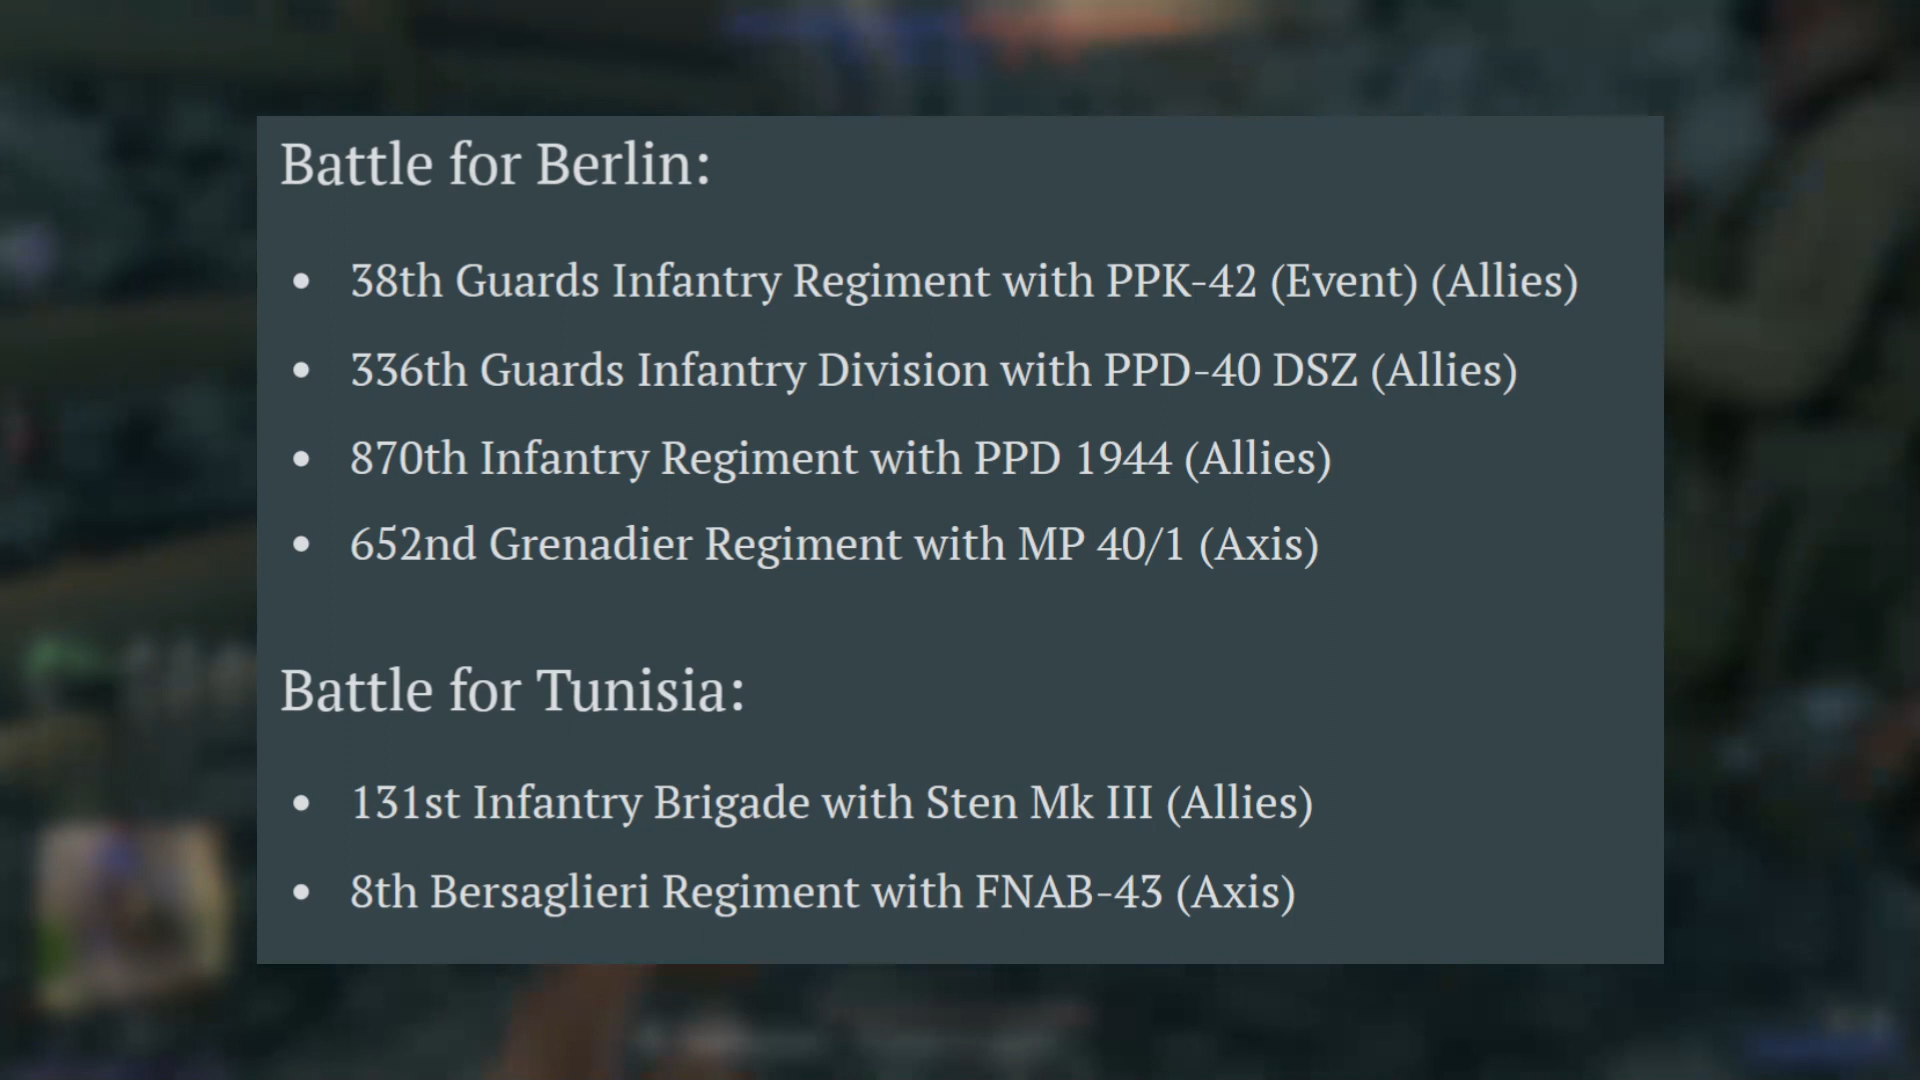 Battle for Berlin:
• 38th Guards Infantry Regiment with PPK-42 (Event) (Allies)
• 336th Guards Infantry Division with PPD-40 DSZ (Allies)
• 870th Infantry Regiment with PPD 1944 (Allies)
• 652nd Grenadier Regiment with MP 40/1 (Axis)
Battle for Tunisia:
• 131st Infantry Brigade with Sten Mk III (Allies)
• 8th Bersaglieri Regiment with FNAB-43 (Axis)